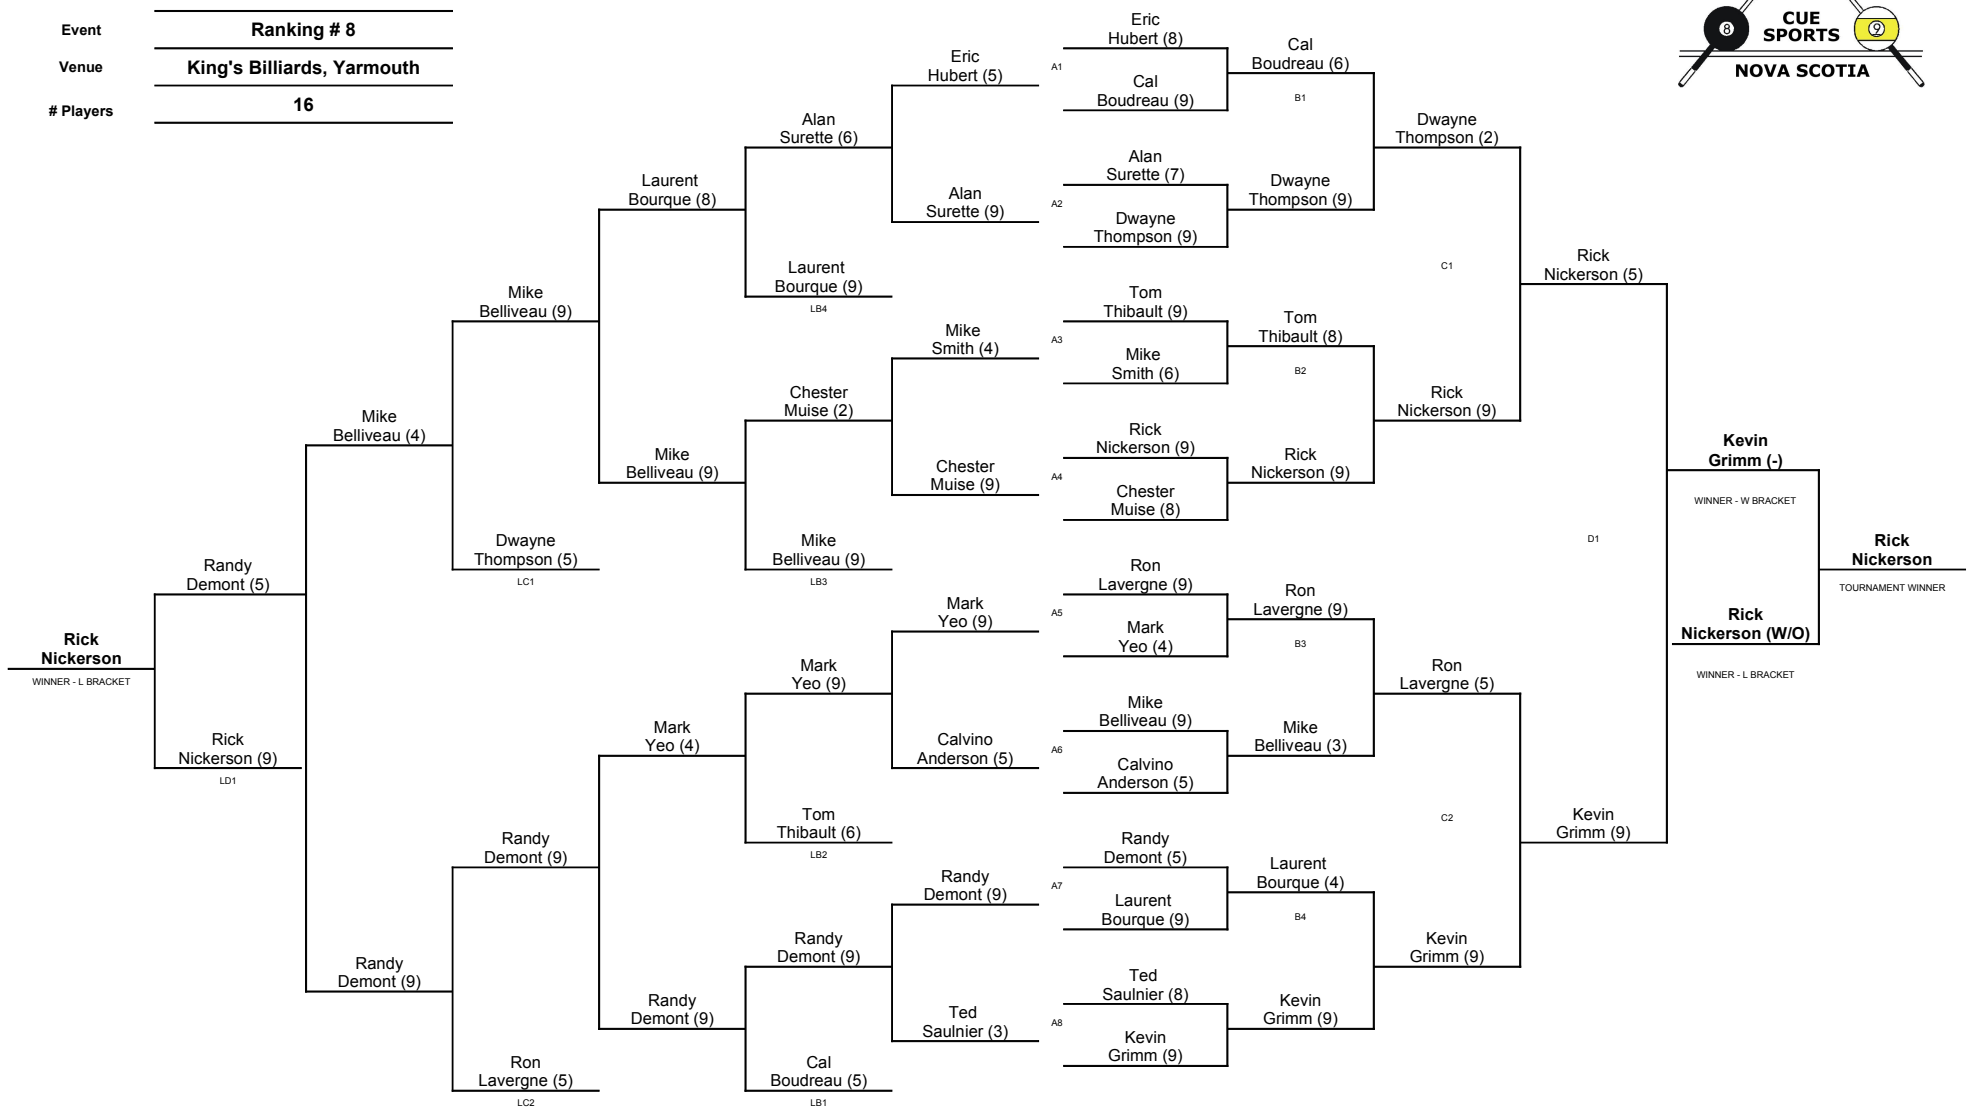 Event
Ranking # 8
Venue
King's Billiards, Yarmouth
# Players
16
8
CUE
SPORTS
9
NOVA SCOTIA
Rick
Nickerson
WINNER - L BRACKET
Randy
Demont (5)
Rick
Nickerson (9)
LD1
Mike
Belliveau (4)
Randy
Demont (9)
Mike
Belliveau (9)
Dwayne
Thompson (5)
LC1
Randy
Demont (9)
Ron
Lavergne (5)
LC2
Laurent
Bourque (8)
Mike
Belliveau (9)
Mark
Yeo (4)
Randy
Demont (9)
Alan
Surette (6)
Laurent
Bourque (9)
LB4
Chester
Muise (2)
Mike
Belliveau (9)
LB3
Mark
Yeo (9)
Tom
Thibault (6)
LB2
Randy
Demont (9)
Cal
Boudreau (5)
LB1
Eric
Hubert (5)
Alan
Surette (9)
Mike
Smith (4)
Chester
Muise (9)
Mark
Yeo (9)
Calvino
Anderson (5)
Randy
Demont (9)
Ted
Saulnier (3)
Eric
Hubert (8)
A1
Cal
Boudreau (9)
Alan
Surette (7)
A2
Dwayne
Thompson (9)
Tom
Thibault (9)
A3
Mike
Smith (6)
Rick
Nickerson (9)
A4
Chester
Muise (8)
Ron
Lavergne (9)
A5
Mark
Yeo (4)
Mike
Belliveau (9)
A6
Calvino
Anderson (5)
Randy
Demont (5)
A7
Laurent
Bourque (9)
Ted
Saulnier (8)
A8
Kevin
Grimm (9)
Cal
Boudreau (6)
B1
Dwayne
Thompson (9)
Tom
Thibault (8)
B2
Rick
Nickerson (9)
Ron
Lavergne (9)
B3
Mike
Belliveau (3)
Laurent
Bourque (4)
B4
Kevin
Grimm (9)
Dwayne
Thompson (2)
C1
Rick
Nickerson (9)
Ron
Lavergne (5)
C2
Kevin
Grimm (9)
Rick
Nickerson (5)
D1
Kevin
Grimm (9)
Kevin
Grimm (-)
WINNER - W BRACKET
Rick
Nickerson (W/O)
WINNER - L BRACKET
Rick
Nickerson
TOURNAMENT WINNER